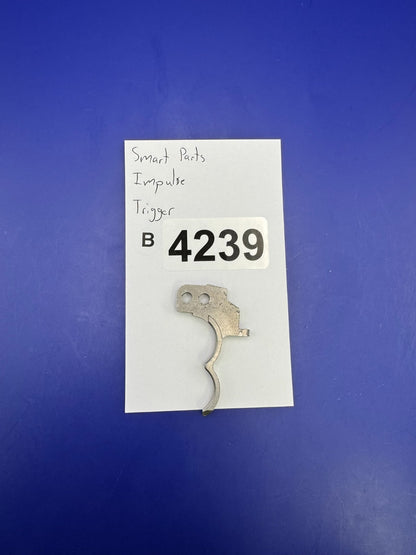 Smart Parts
Impulse
Trigger
B 4239